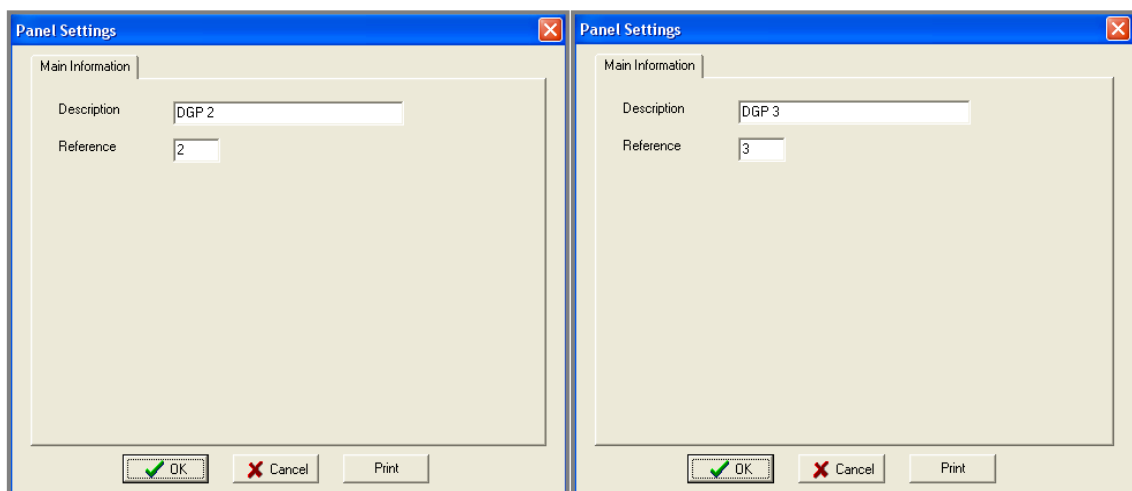 Panel Settings
Main Information
Description DGP 2
Reference 2
OK Cancel Print
Panel Settings
Main Information
Description DGP 3
Reference 3
OK Cancel Print